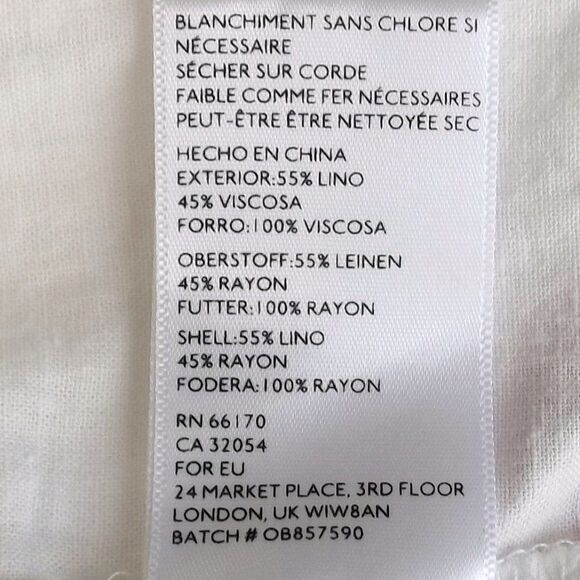 BLANCHIMENT SANS CHLORE SI
NÉCESSAIRE
SÉCHER SUR CORDE
FAIBLE COMME FER NÉCESSAIRES
PEUT-ÊTRE ÊTRE NETTOYÉE SEC
HECHO EN CHINA
EXTERIOR:55% LINO
45% VISCOSA
FORRO:100% VISCOSA
OBERSTOFF:55% LEINEN
45% RAYON
FUTTER:100% RAYON
SHELL:55% LINO
45% RAYON
FODERA:100% RAYON
RN 66170
CA 32054
FOR EU
24 MARKET PLACE, 3RD FLOOR
LONDON, UK WIW8AN
BATCH # OB857590